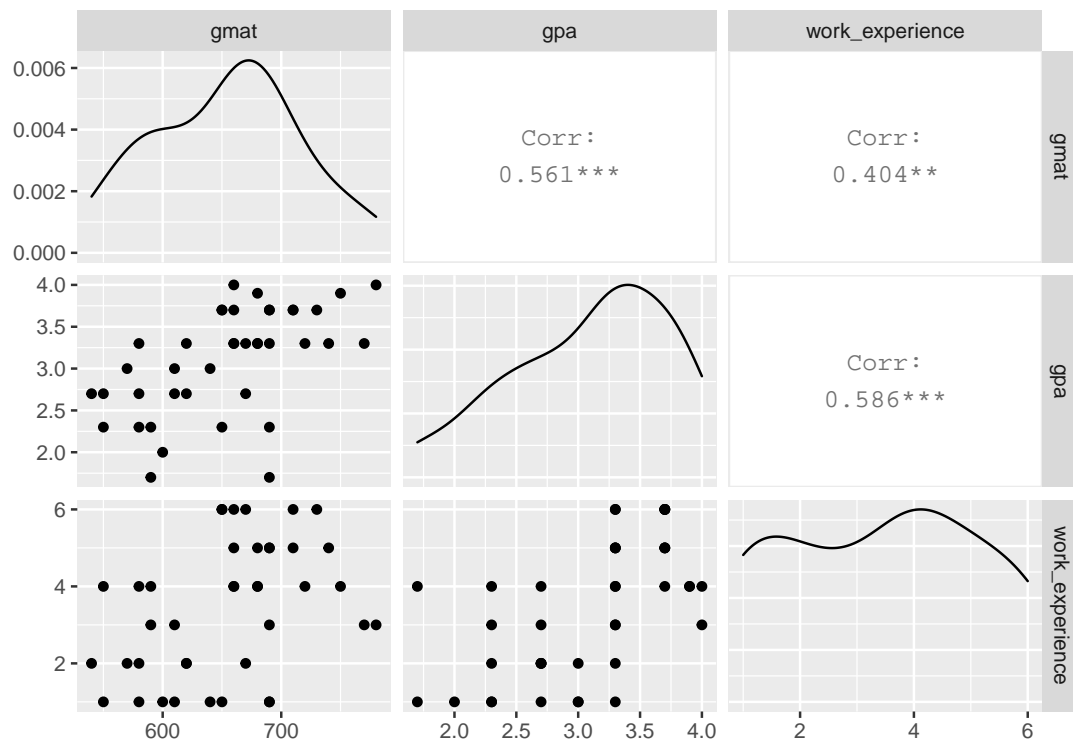 gmat gpa work_experience
0.006
0.004
0.002
0.000
Corr:
0.561***
Corr:
0.404**
gmat
4.0
3.5
3.0
2.5
2.0
Corr:
0.586***
gpa
6
4
2
work_experience
600 700
2.0 2.5 3.0 3.5 4.0
2 4 6